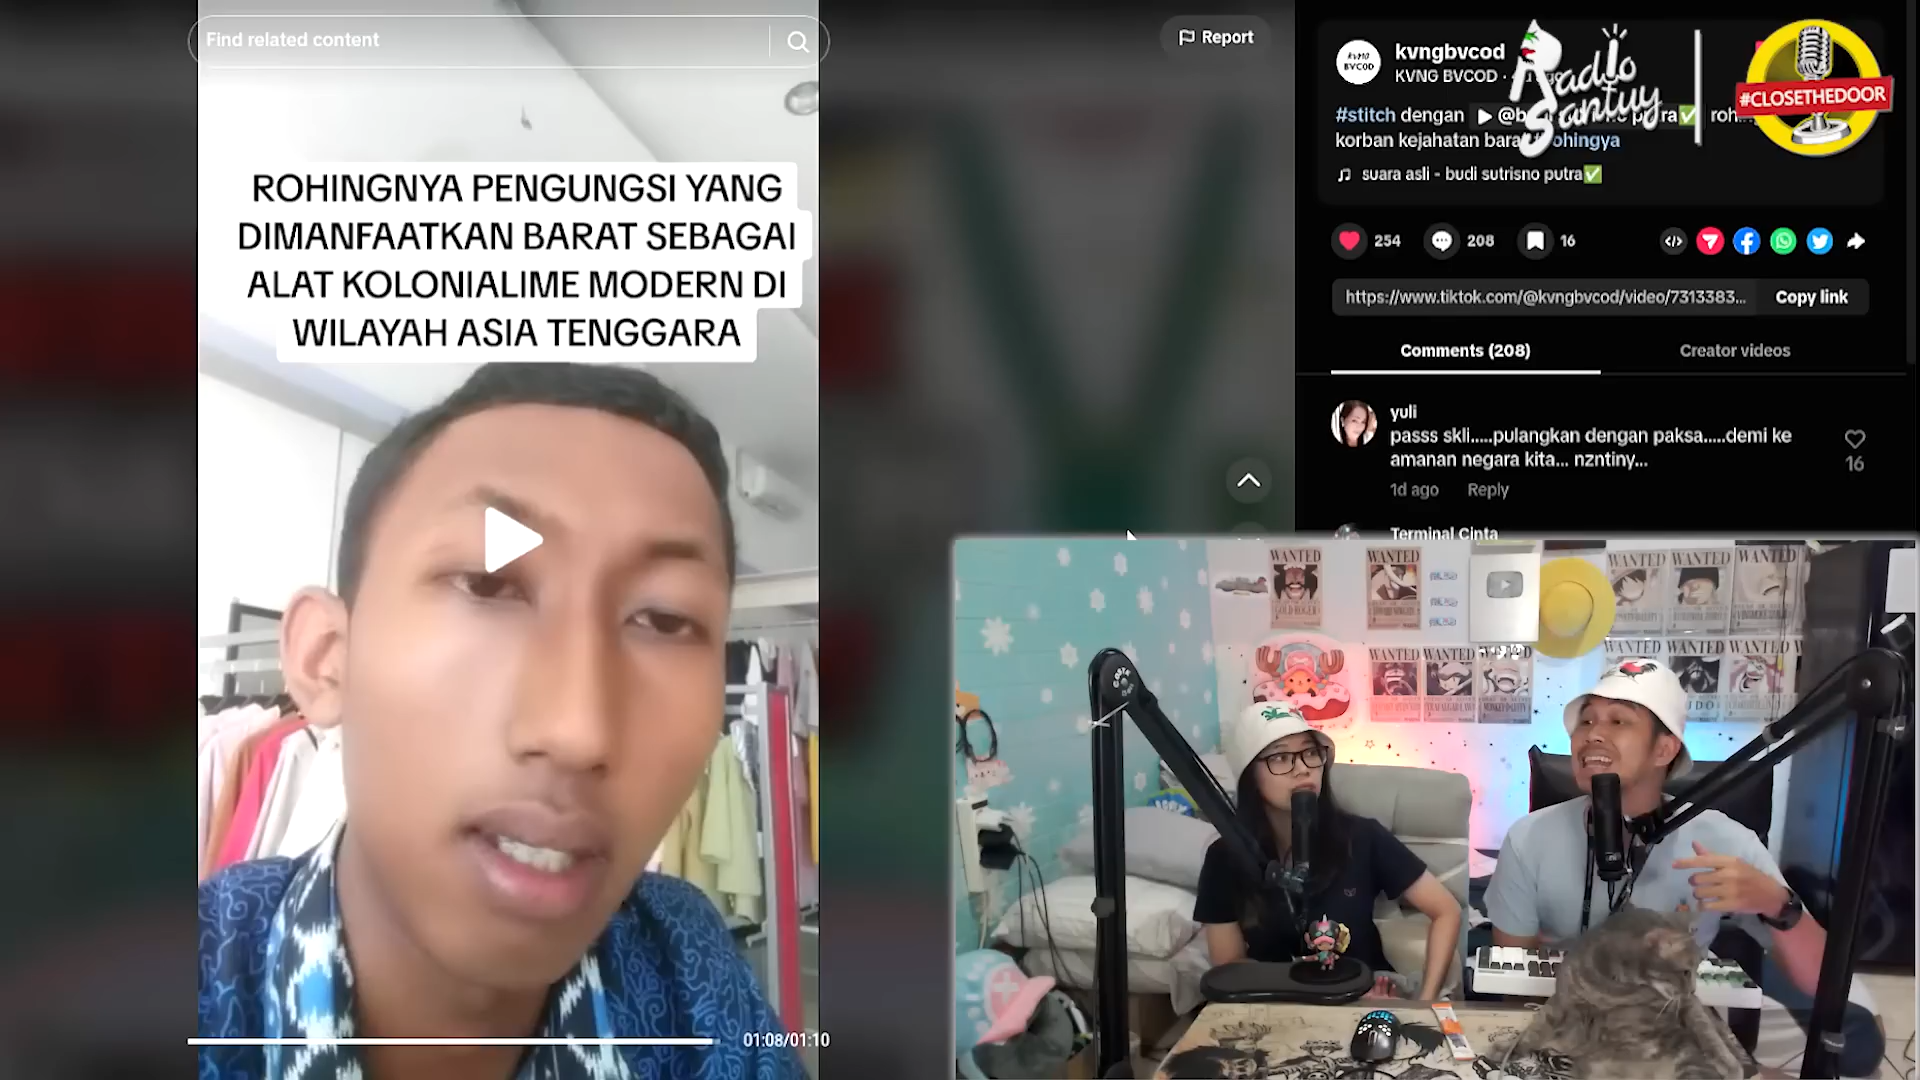 Find related content
Report
ROHINGNYA PENGUNGSI YANG
DIMANFAATKAN BARAT SEBAGAI
ALAT KOLONIALIME MODERN DI
WILAYAH ASIA TENGGARA
01:08/01:10
kvngbvcod
KVNG BVCOD ·
Radio
Santuy
#CLOSETHEDOOR
#stitch dengan
korban kejahatan
suara asli - budi sutrisno putra✅
254
208
16
https://www.tiktok.com/@kvngbvcod/video/7313383...
Copy link
Comments (208)
Creator videos
yuli
passs skli.....pulangkan dengan paksa.....demi ke
amanan negara kita... nzntiny...
16
1d ago
Reply
Terminal Cinta
WANTED
WANTED
WANTED
WANTED
WANTED
WANTED
WANTED
WANTED
WANTED